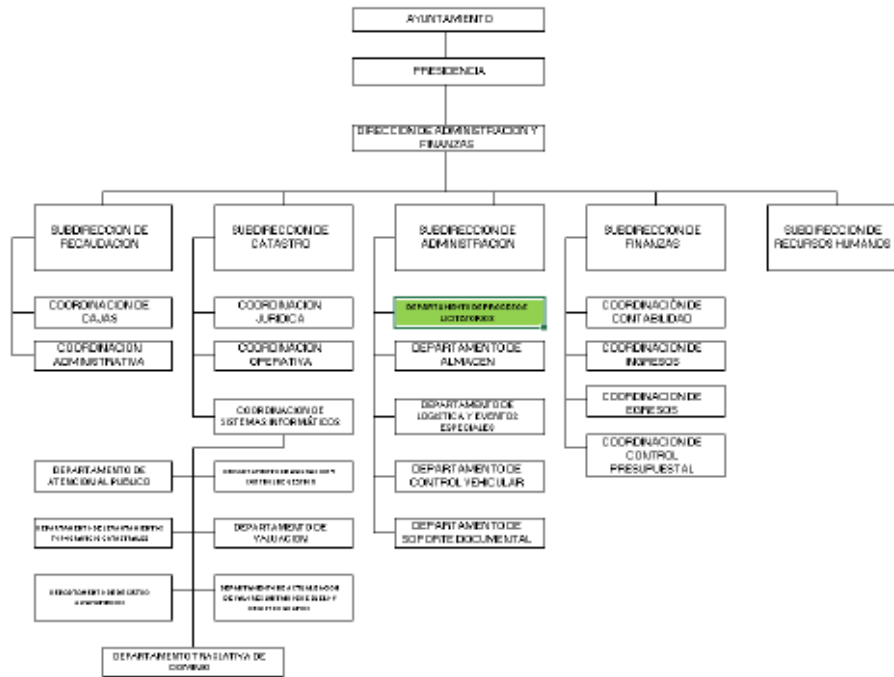 AYUNTAMIENTO
PRESIDENCIA
DIRECCION DE ADMINISTRACION Y
FINANZAS
SUBDIRECCION DE
RECAUDACION
SUBDIRECCION DE
CATASTRO
SUBDIRECCION DE
ADMINISTRACION
SUBDIRECCION DE
FINANZAS
SUBDIRECCION DE
RECURSOS HUMANOS
COORDINACION DE
CAJAS
COORDINACION
JURIDICA
DEPARTAMENTO DE PROCESOS
LICITATORIOS
COORDINACIÓN DE
CONTABILIDAD
COORDINACION
ADMINISTRATIVA
COORDINACION
OPERATIVA
DEPARTAMENTO DE
ALMACEN
COORDINACION DE
INGRESOS
COORDINACION DE
SISTEMAS INFORMÁTICOS
DEPARTAMENTO DE
LOGISTICA Y EVENTOS
ESPECIALES
COORDINACION DE
EGRESOS
COORDINACION DE
CONTROL
PRESUPUESTAL
DEPARTAMENTO DE
ATENCION AL PUBLICO
DEPARTAMENTO DE
CONTROL VEHICULAR
DEPARTAMENTO DE
VALUACION
DEPARTAMENTO DE
SOPORTE DOCUMENTAL
DEPARTAMENTO TRASLATIVA DE
DOMINIO